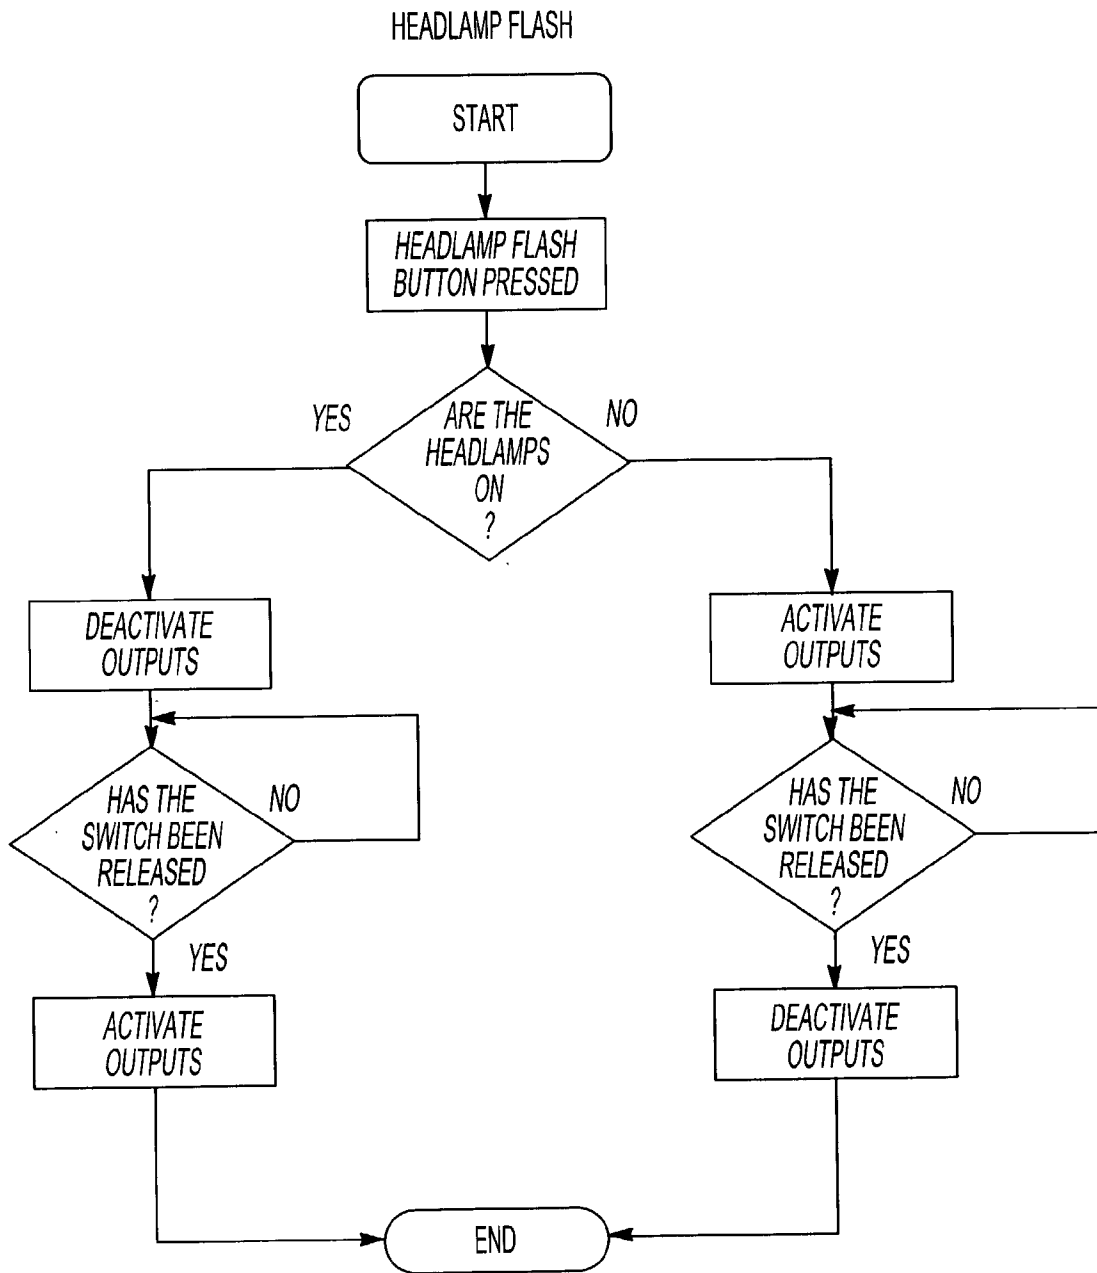 HEADLAMP FLASH
START
HEADLAMP FLASH
BUTTON PRESSED
YES
ARE THE
HEADLAMPS
ON
?
NO
DEACTIVATE
OUTPUTS
ACTIVATE
OUTPUTS
HAS THE
SWITCH BEEN
RELEASED
?
NO
HAS THE
SWITCH BEEN
RELEASED
?
NO
YES
YES
ACTIVATE
OUTPUTS
DEACTIVATE
OUTPUTS
END